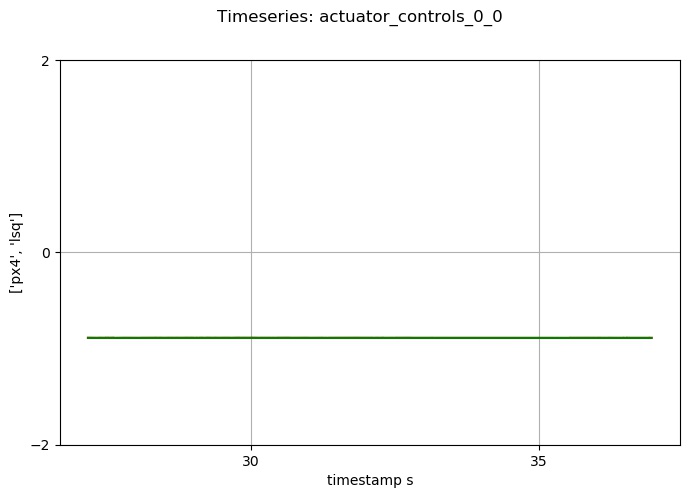 Timeseries: actuator_controls_0_0
2
0
−2
['px4', 'lsq']
30
35
timestamp s